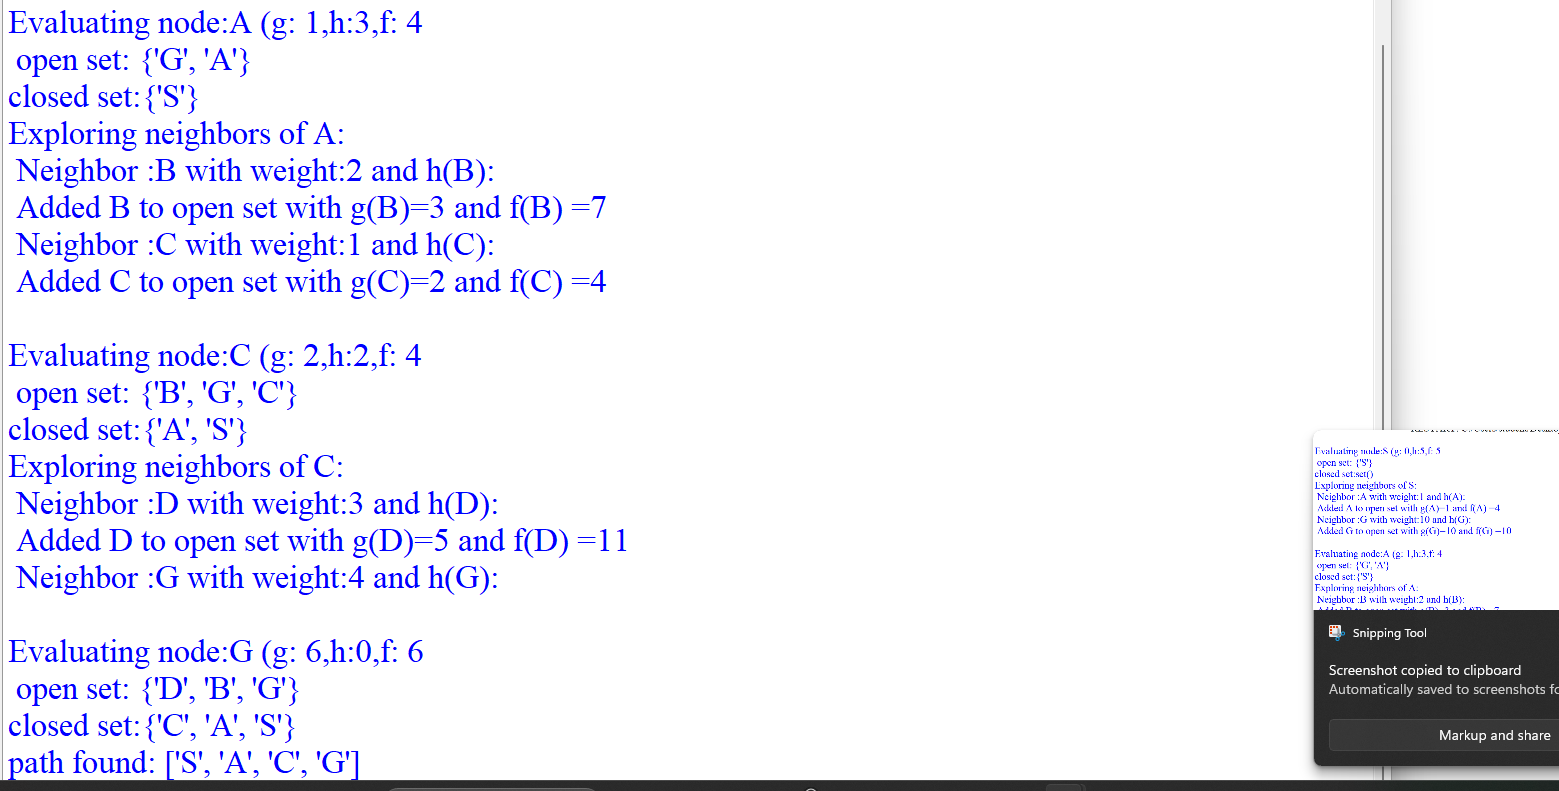 Evaluating node:A (g: 1,h:3,f: 4
open set: {'G', 'A'}
closed set:{'S'}
Exploring neighbors of A:
Neighbor :B with weight:2 and h(B):
Added B to open set with g(B)=3 and f(B) =7
Neighbor :C with weight:1 and h(C):
Added C to open set with g(C)=2 and f(C) =4
Evaluating node:C (g: 2,h:2,f: 4
open set: {'B', 'G', 'C'}
closed set:{'A', 'S'}
Exploring neighbors of C:
Neighbor :D with weight:3 and h(D):
Added D to open set with g(D)=5 and f(D) =11
Neighbor :G with weight:4 and h(G):
Evaluating node:G (g: 6,h:0,f: 6
open set: {'D', 'B', 'G'}
closed set:{'C', 'A', 'S'}
path found: ['S', 'A', 'C', 'G']
Evaluating node:S (g: 0,h:5,f: 5
open set: {'S'}
closed set:set()
Exploring neighbors of S:
Neighbor :A with weight:1 and h(A):
Added A to open set with g(A)=1 and f(A) =4
Neighbor :G with weight:10 and h(G):
Added G to open set with g(G)=10 and f(G) =10
Evaluating node:A (g: 1,h:3,f: 4
open set: {'G', 'A'}
closed set:{'S'}
Exploring neighbors of A:
Neighbor :B with weight:2 and h(B):
Snipping Tool
Screenshot copied to clipboard
Automatically saved to screenshots
Markup and share